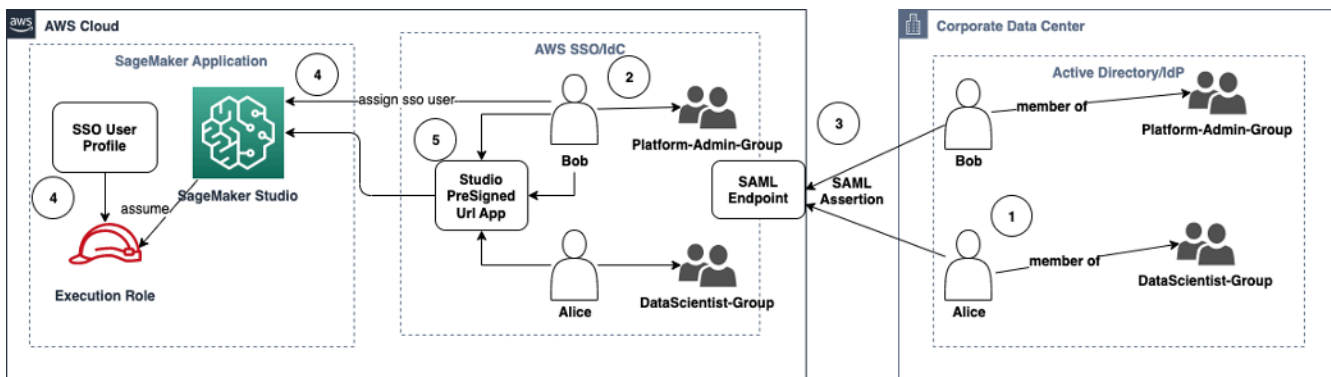 aws
AWS Cloud
SageMaker Application
4
SSO User
Profile
4
assume
SageMaker Studio
Execution Role
AWS SSO/IdC
assign sso user
2
Bob
Platform-Admin-Group
5
Studio
PreSigned
Url App
Alice
DataScientist-Group
SAML
Endpoint
3
SAML
Assertion
Corporate Data Center
Active Directory/IdP
member of
Bob
Platform-Admin-Group
1
member of
Alice
DataScientist-Group